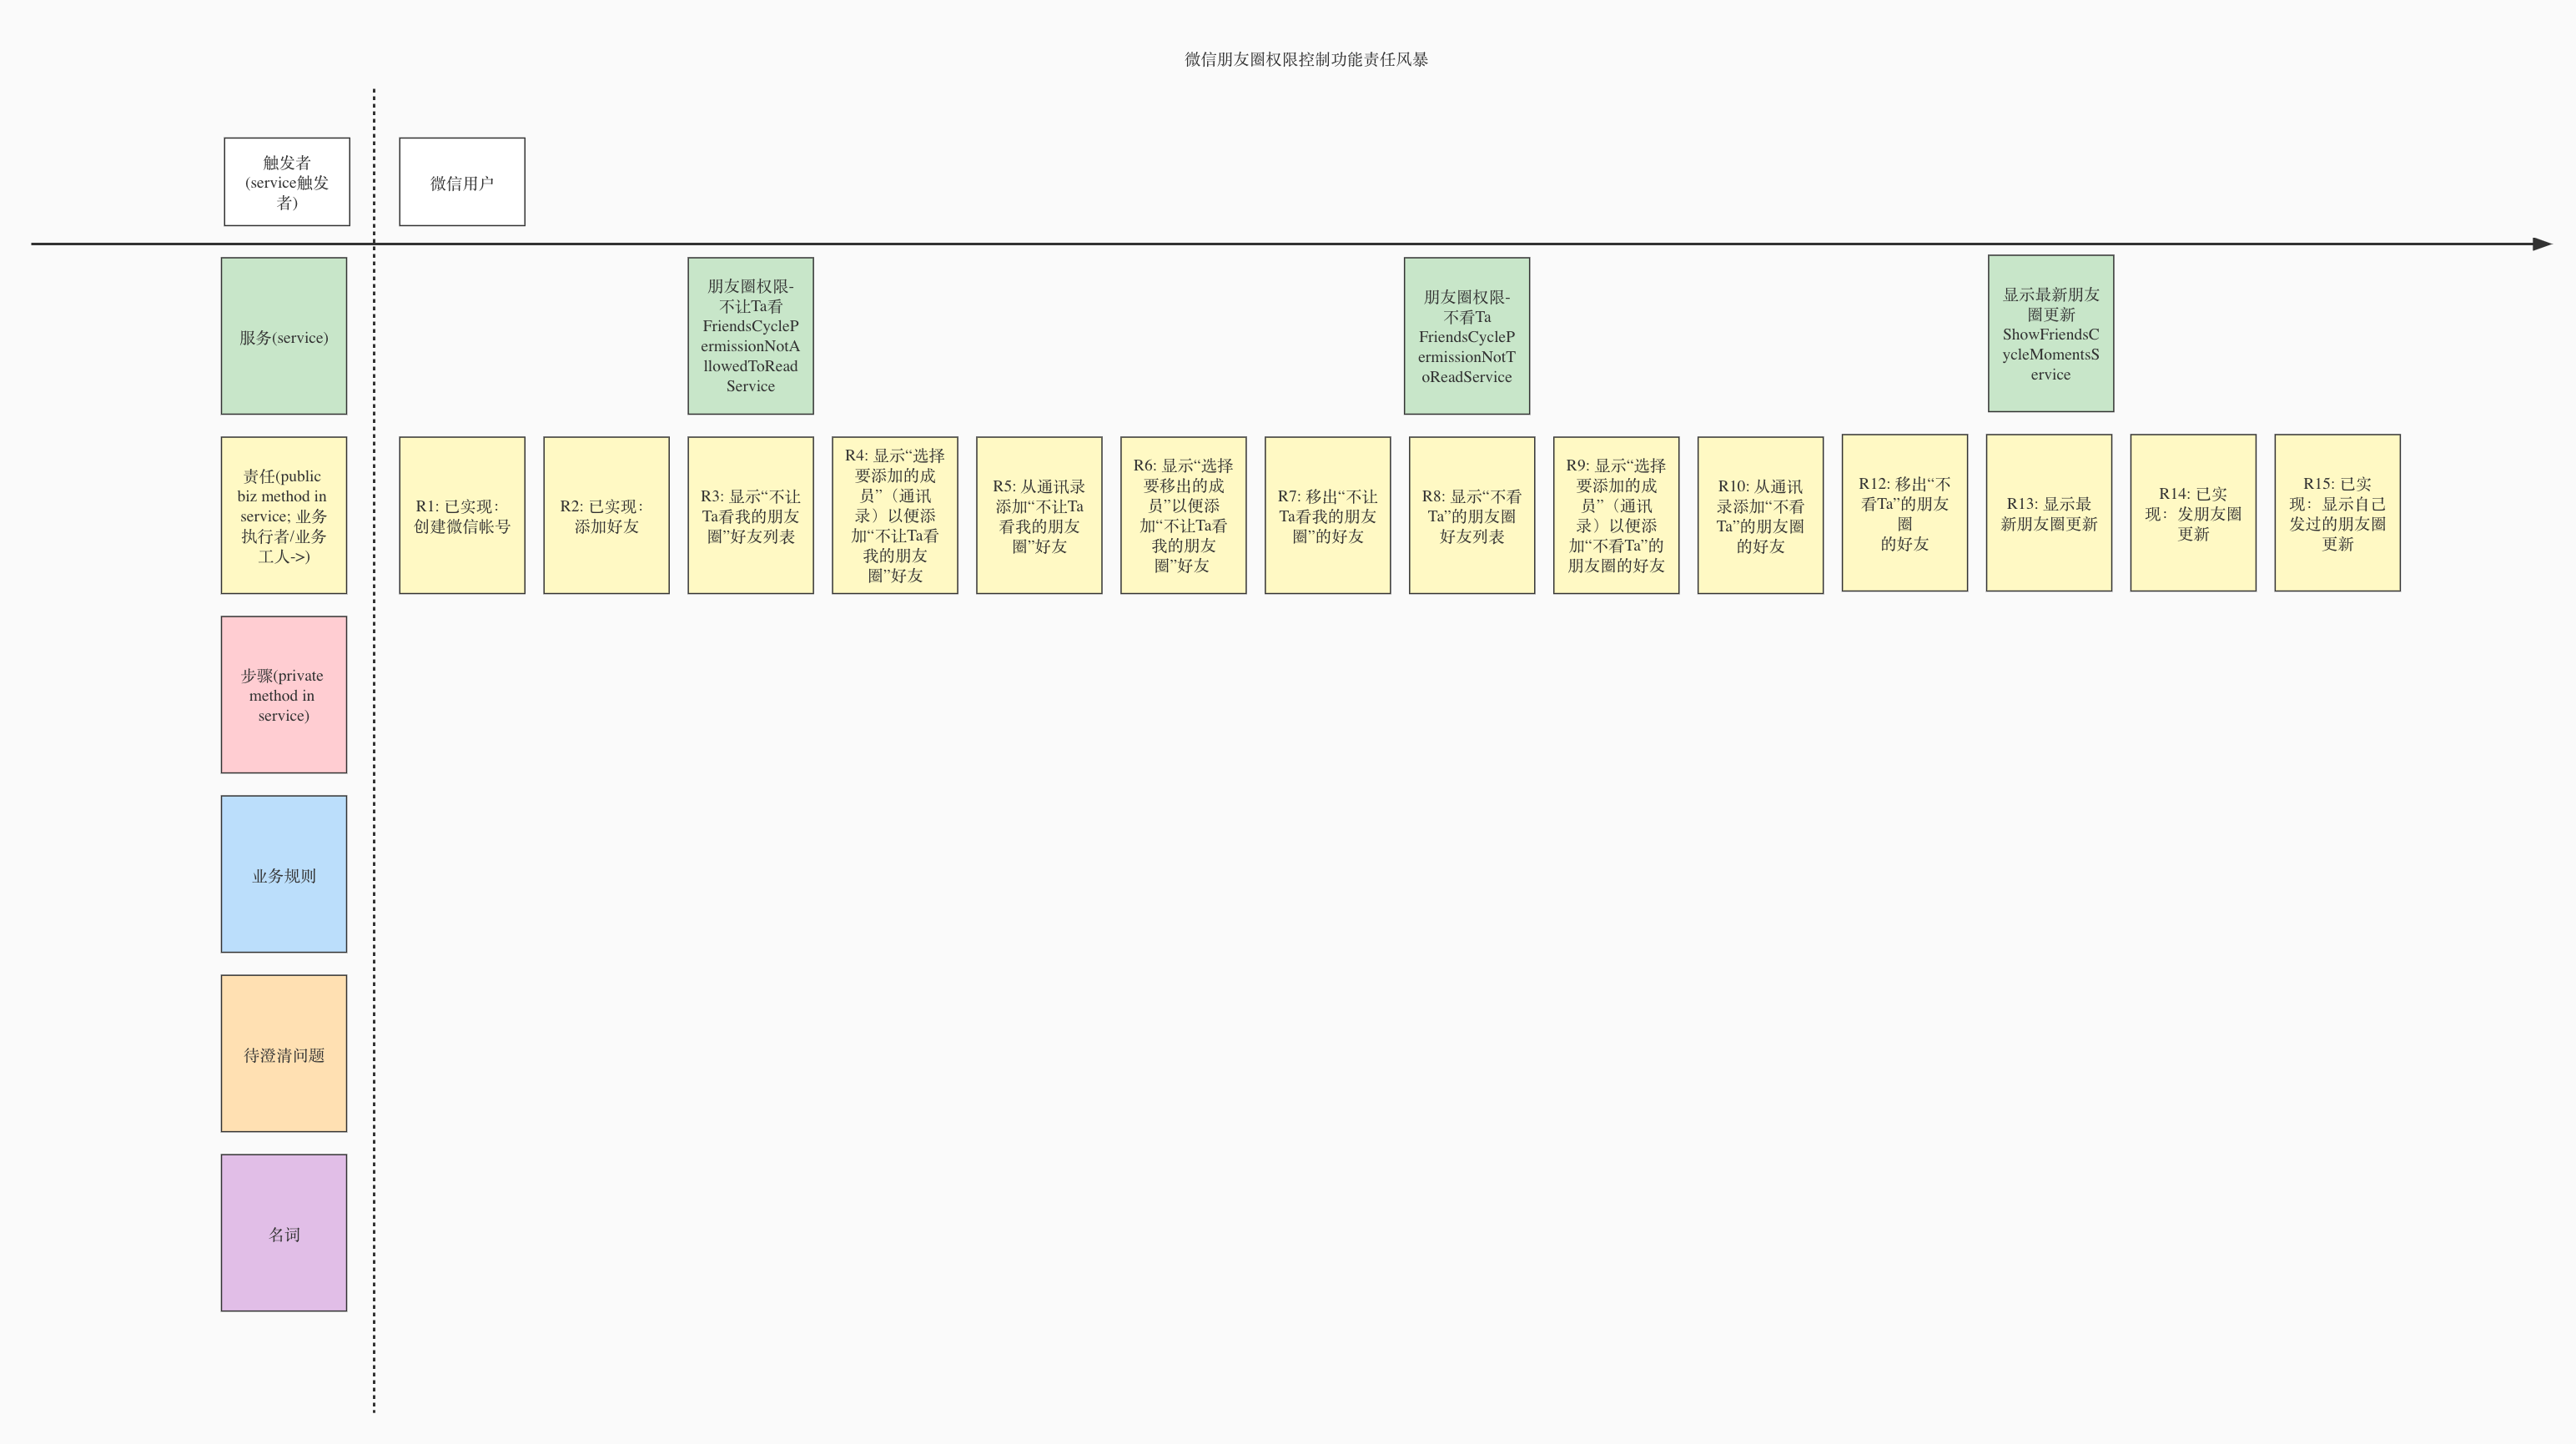 微信朋友圈权限控制功能责任风暴
触发者
(service触发
者)
微信用户
服务(service)
朋友圈权限-
不让Ta看
FriendsCycleP
ermissionNotA
llowedToRead
Service
朋友圈权限-
不看Ta
FriendsCycleP
ermissionNotT
oReadService
显示最新朋友
圈更新
ShowFriendsC
ycleMomentsS
ervice
责任(public
biz method in
service; 业务
执行者/业务
工人->)
R1: 已实现：
创建微信帐号
R2: 已实现：
添加好友
R3: 显示“不让
Ta看我的朋友
圈”好友列表
R4: 显示“选择
要添加的成
员”（通讯
录）以便添
加“不让Ta看
我的朋友
圈”好友
R5: 从通讯录
添加“不让Ta
看我的朋友
圈”好友
R6: 显示“选择
要移出的成
员”以便添
加“不让Ta看
我的朋友
圈”好友
R7: 移出“不让
Ta看我的朋友
圈”的好友
R8: 显示“不看
Ta”的朋友圈
好友列表
R9: 显示“选择
要添加的成
员”（通讯
录）以便添
加“不看Ta”的
朋友圈的好友
R10: 从通讯
录添加“不看
Ta”的朋友圈
的好友
R12: 移出“不
看Ta”的朋友
圈
的好友
R13: 显示最
新朋友圈更新
R14: 已实
现：发朋友圈
更新
R15: 已实
现：显示自己
发过的朋友圈
更新
步骤(private
method in
service)
业务规则
待澄清问题
名词